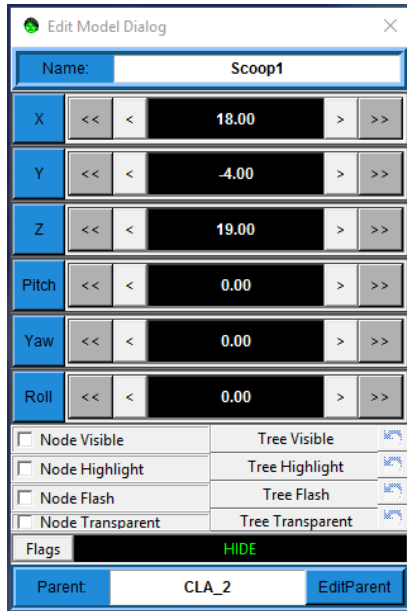 Edit Model Dialog
Name: Scoop1
X << < 18.00 > >>
Y << < -4.00 > >>
Z << < 19.00 > >>
Pitch << < 0.00 > >>
Yaw << < 0.00 > >>
Roll << < 0.00 > >>
Node Visible Tree Visible
Node Highlight Tree Highlight
Node Flash Tree Flash
Node Transparent Tree Transparent
Flags HIDE
Parent: CLA_2 EditParent